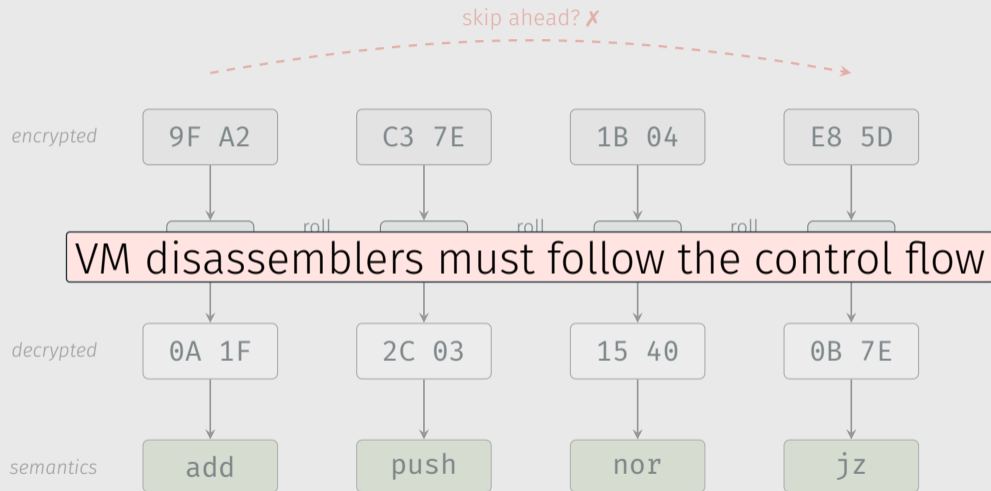 skip ahead? ✗
encrypted 9F A2 C3 7E 1B 04 E8 5D
roll roll roll
VM disassemblers must follow the control flow
decrypted 0A 1F 2C 03 15 40 0B 7E
semantics add push nor jz